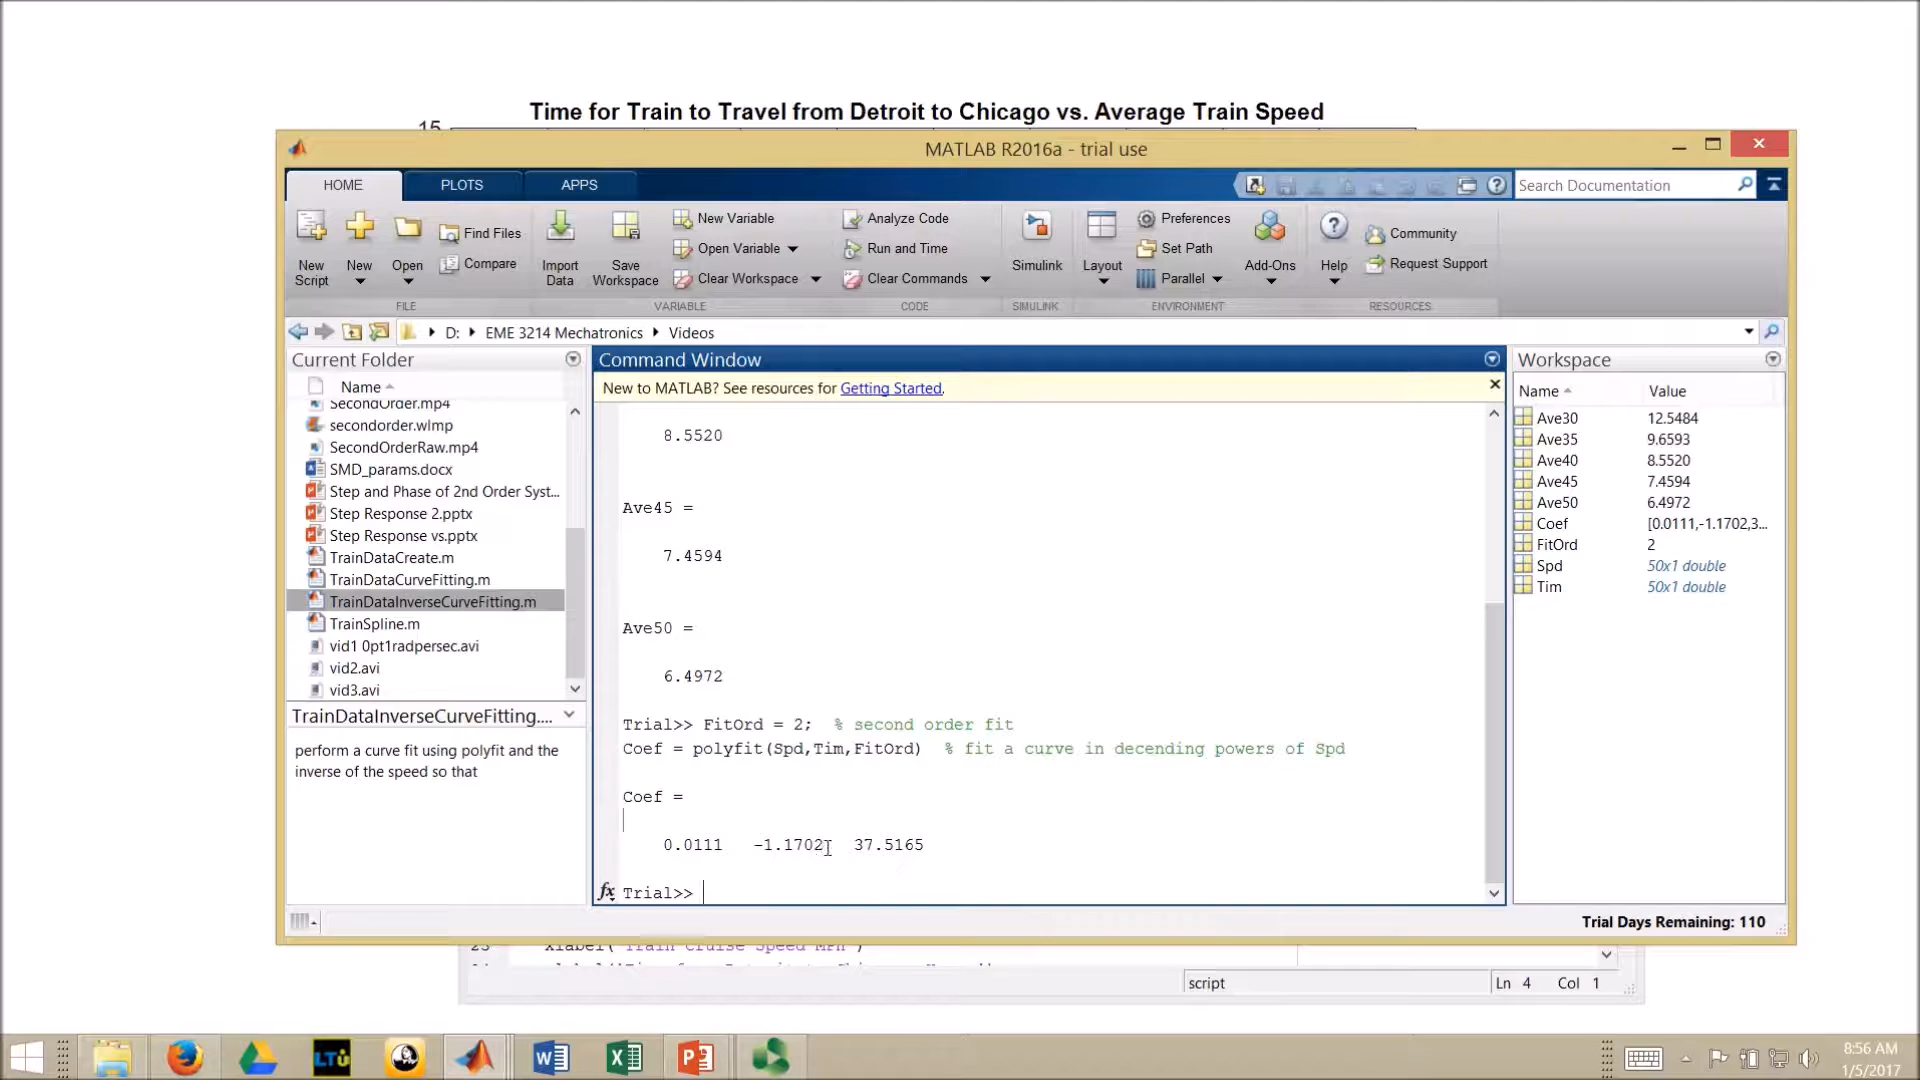 Time for Train to Travel from Detroit to Chicago vs. Average Train Speed
15
MATLAB R2016a - trial use
HOME
PLOTS
APPS
Search Documentation
New Script
New
Open
Find Files
Compare
Import Data
Save Workspace
New Variable
Open Variable
Clear Workspace
Analyze Code
Run and Time
Clear Commands
Simulink
Layout
Preferences
Set Path
Parallel
Add-Ons
Help
Community
Request Support
FILE
VARIABLE
CODE
SIMULINK
ENVIRONMENT
RESOURCES
D:
EME 3214 Mechatronics
Videos
Current Folder
Name
SecondOrder.mp4
secondorder.wlmp
SecondOrderRaw.mp4
SMD_params.docx
Step and Phase of 2nd Order Syst...
Step Response 2.pptx
Step Response vs.pptx
TrainDataCreate.m
TrainDataCurveFitting.m
TrainDataInverseCurveFitting.m
TrainSpline.m
vid1 0pt1radpersec.avi
vid2.avi
vid3.avi
TrainDataInverseCurveFitting....
perform a curve fit using polyfit and the
inverse of the speed so that
Command Window
New to MATLAB? See resources for Getting Started.
8.5520
Ave45 =
7.4594
Ave50 =
6.4972
Trial>> FitOrd = 2;  % second order fit
Coef = polyfit(Spd,Tim,FitOrd)  % fit a curve in decending powers of Spd
Coef =
0.0111   -1.1702   37.5165
fx Trial>>
Workspace
Name Value
Ave30 12.5484
Ave35 9.6593
Ave40 8.5520
Ave45 7.4594
Ave50 6.4972
Coef [0.0111,-1.1702,3...
FitOrd 2
Spd 50x1 double
Tim 50x1 double
Trial Days Remaining: 110
23 xlabel('Train Cruise Speed MPH')
script
Ln 4 Col 1
LTU
8:56 AM
1/5/2017